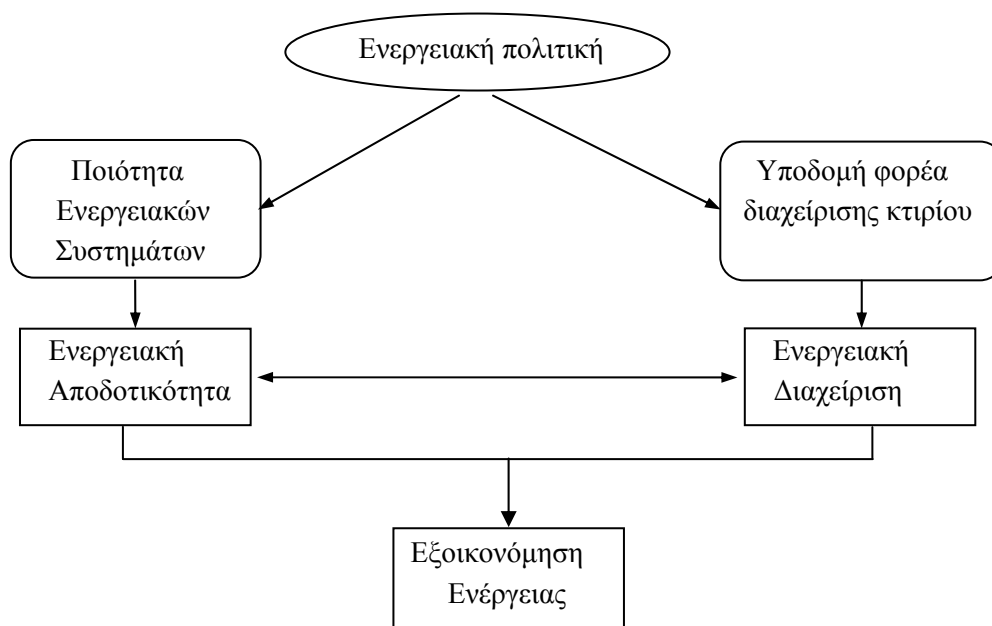 Ενεργειακή πολιτική
Ποιότητα
Ενεργειακών
Συστημάτων
Υποδομή φορέα
διαχείρισης κτιρίου
Ενεργειακή
Αποδοτικότητα
Ενεργειακή
Διαχείριση
Εξοικονόμηση
Ενέργειας